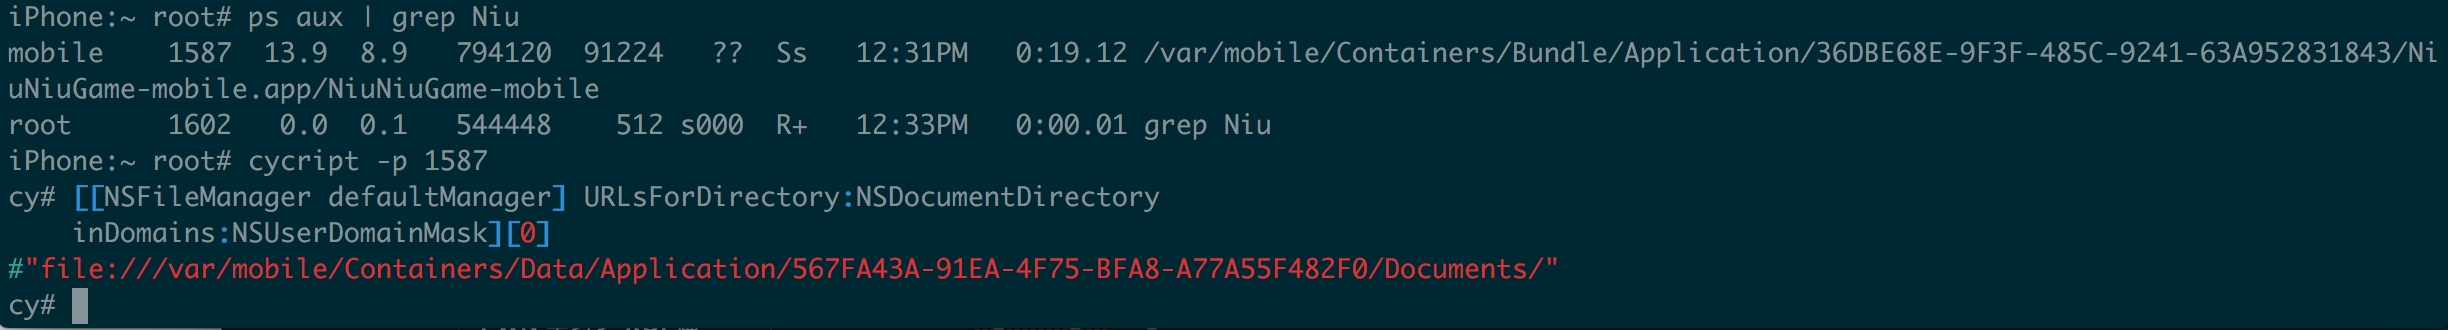 iPhone:~ root# ps aux | grep Niu
mobile    1587  13.9  8.9   794120  91224   ??  Ss   12:31PM   0:19.12 /var/mobile/Containers/Bundle/Application/36DBE68E-9F3F-485C-9241-63A952831843/Ni
uNiuGame-mobile.app/NiuNiuGame-mobile
root      1602   0.0  0.1   544448    512 s000  R+   12:33PM   0:00.01 grep Niu
iPhone:~ root# cycript -p 1587
cy# [[NSFileManager defaultManager] URLsForDirectory:NSDocumentDirectory
    inDomains:NSUserDomainMask][0]
#"file:///var/mobile/Containers/Data/Application/567FA43A-91EA-4F75-BFA8-A77A55F482F0/Documents/"
cy#